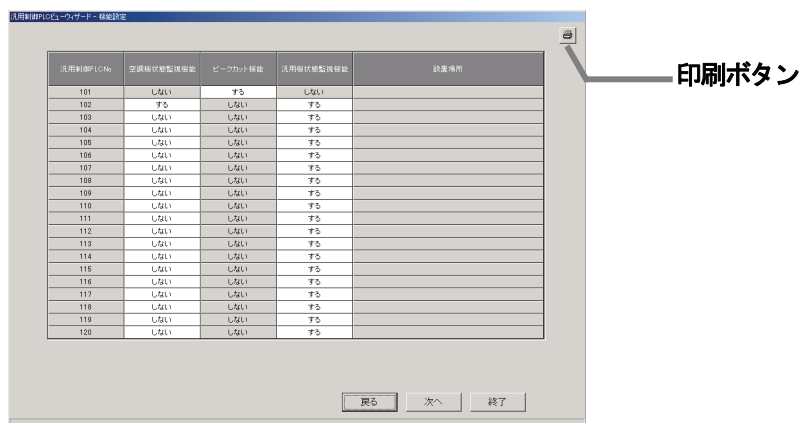 汎用制御PLCビューウィザード - 機能設定
印刷ボタン
汎用制御PLCNo 空調機状態監視機能 ピークカット機能 汎用機状態監視機能 設置場所
101 しない する しない
102 する しない する
103 しない しない する
104 しない しない する
105 しない しない する
106 しない しない する
107 しない しない する
108 しない しない する
109 しない しない する
110 しない しない する
111 しない しない する
112 しない しない する
113 しない しない する
114 しない しない する
115 しない しない する
116 しない しない する
117 しない しない する
118 しない しない する
119 しない しない する
120 しない しない する
戻る 次へ 終了